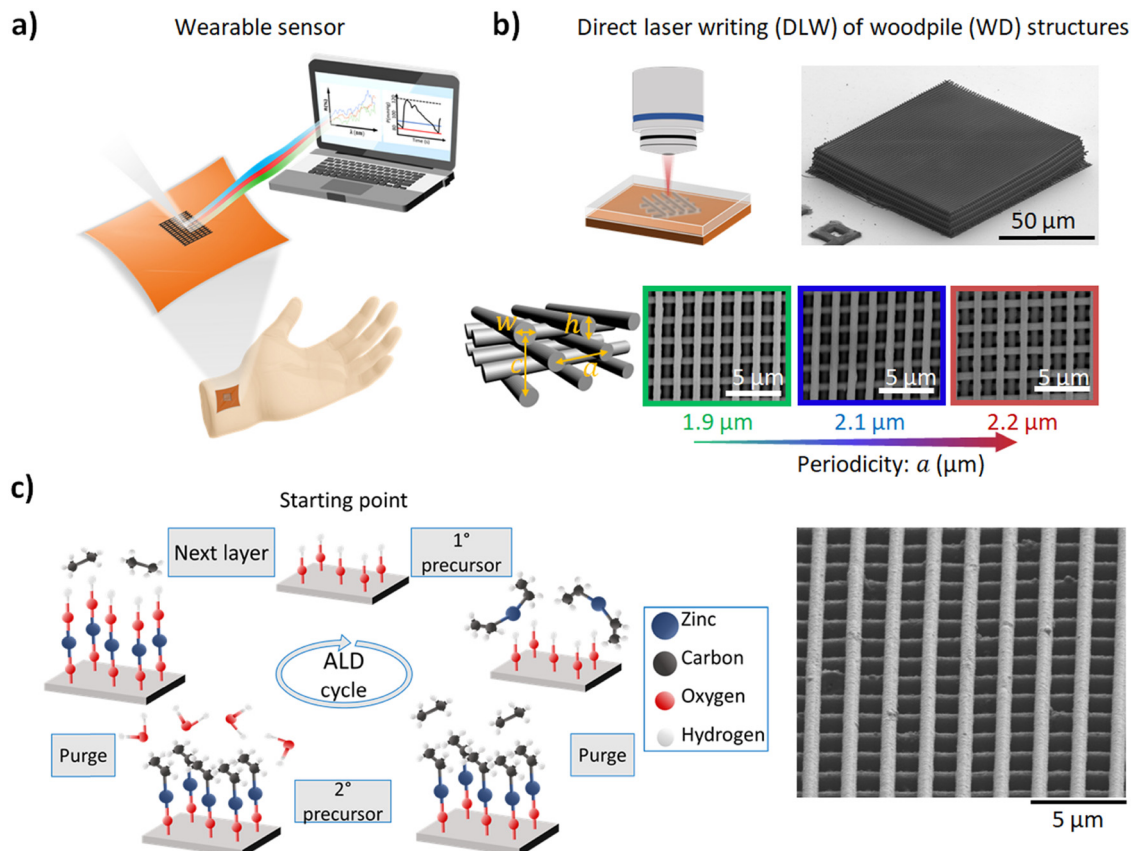 a)
Wearable sensor
R(%)
λ (nm)
Time (s)
b)
Direct laser writing (DLW) of woodpile (WD) structures
50 µm
w
h
c
a
5 µm
5 µm
5 µm
1.9 µm
2.1 µm
2.2 µm
Periodicity: a (µm)
c)
Starting point
Next layer
1°
precursor
ALD
cycle
Zinc
Carbon
Oxygen
Hydrogen
Purge
2°
precursor
Purge
5 µm